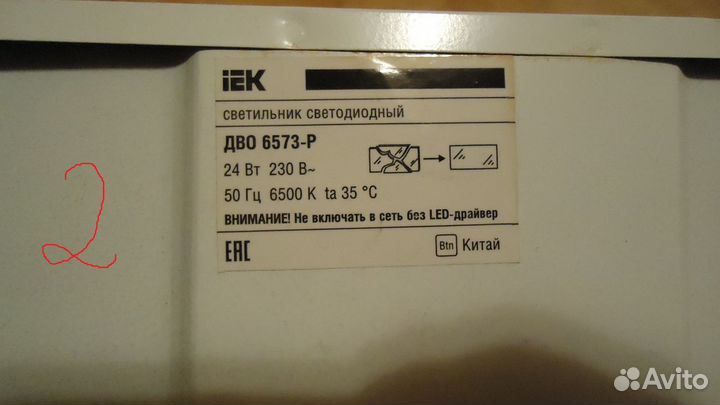 IEK
светильник светодиодный
ДВО 6573-Р
24 Вт 230 В~
50 Гц 6500 К ta 35 °C
ВНИМАНИЕ! Не включать в сеть без LED-драйвер
EAC
Btn Китай
2
Avito